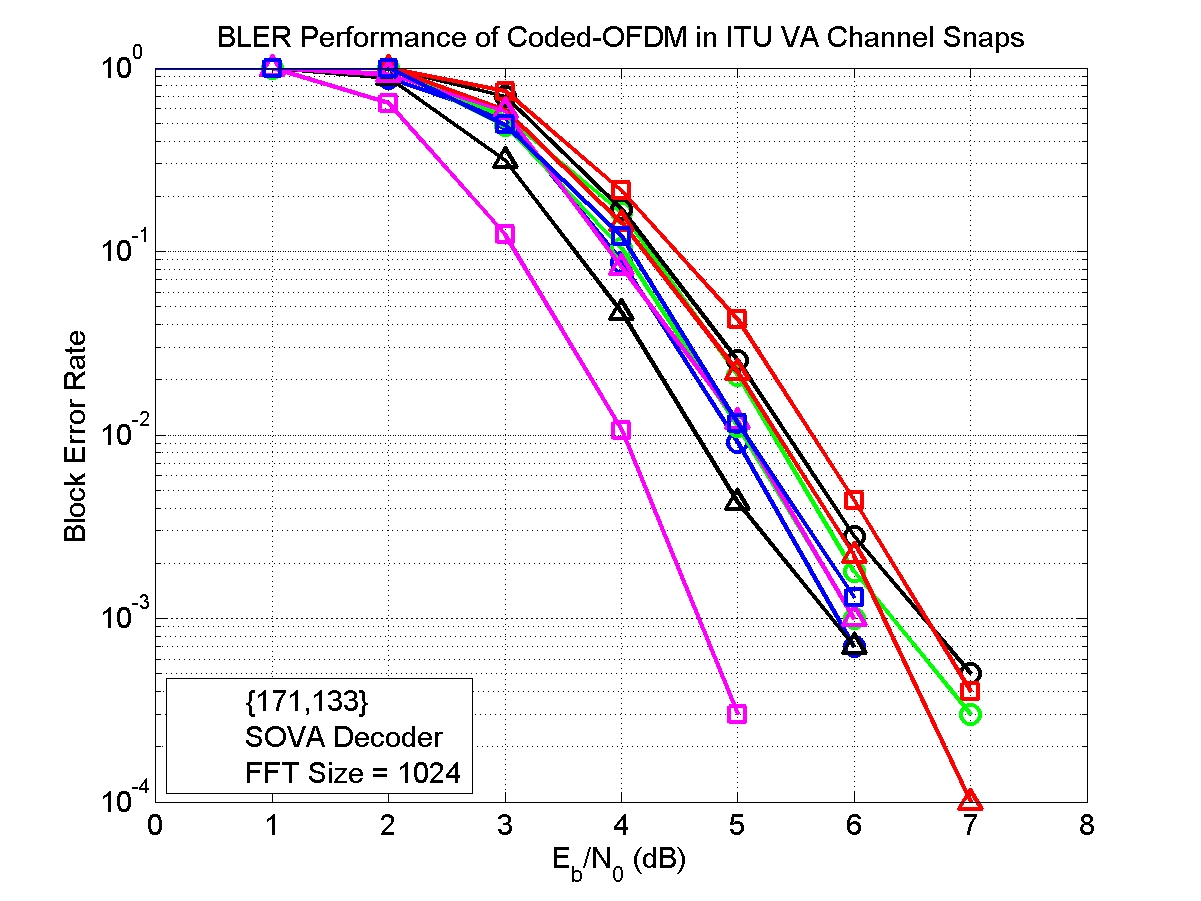 BLER Performance of Coded-OFDM in ITU VA Channel Snaps
10^0
10^-1
10^-2
10^-3
10^-4
Block Error Rate
{171,133}
SOVA Decoder
FFT Size = 1024
0 1 2 3 4 5 6 7 8
E_b/N_0 (dB)